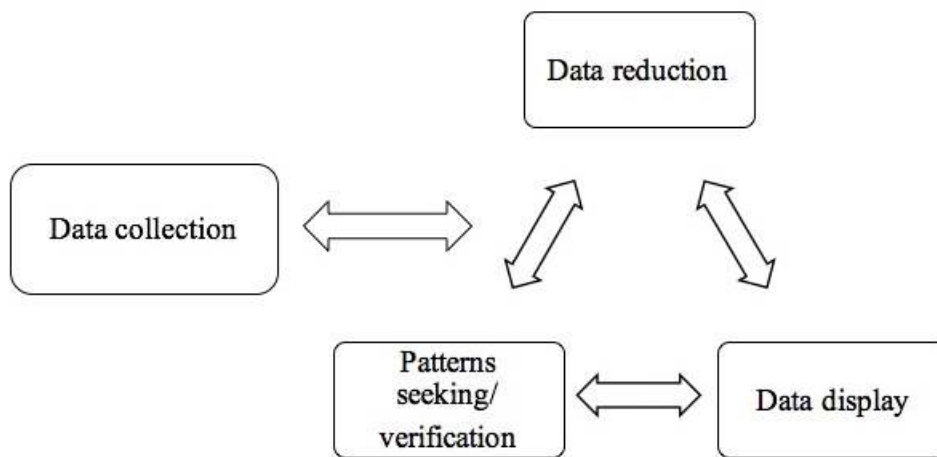 Data reduction
Data collection
Patterns
seeking/
verification
Data display